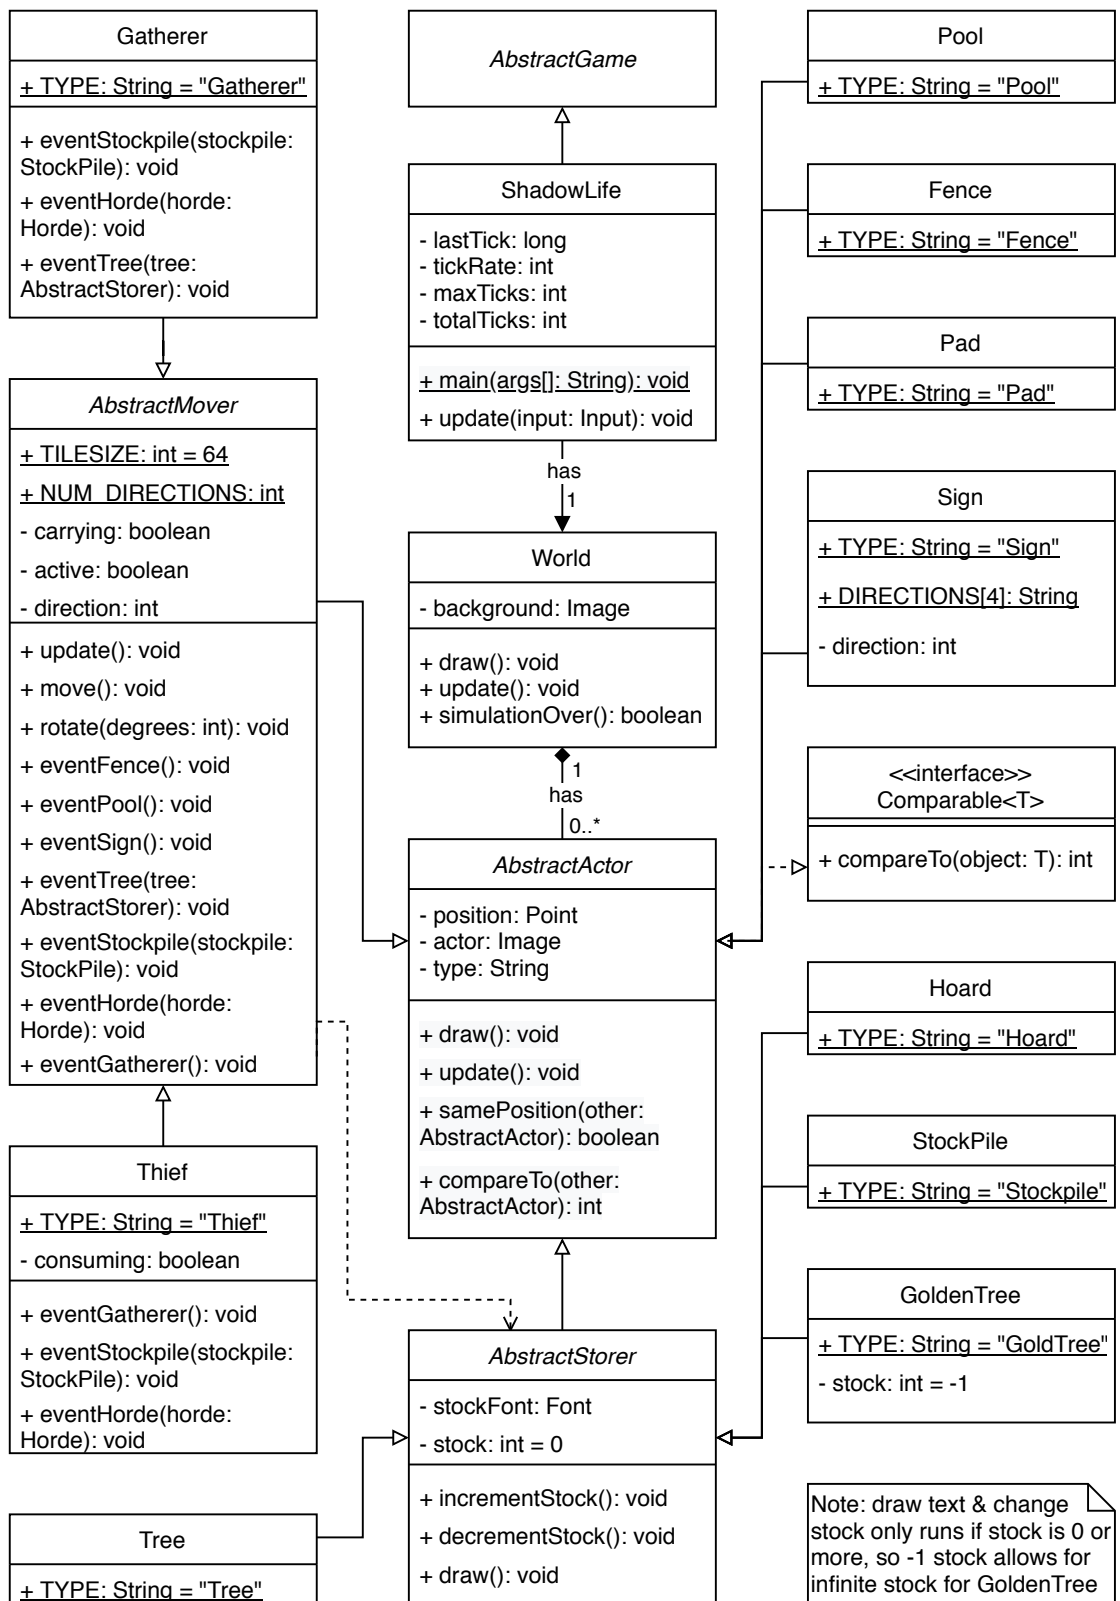 Gatherer
+ TYPE: String = "Gatherer"
+ eventStockpile(stockpile:
StockPile): void
+ eventHorde(horde:
Horde): void
+ eventTree(tree:
AbstractStorer): void
AbstractMover
+ TILESIZE: int = 64
+ NUM_DIRECTIONS: int
- carrying: boolean
- active: boolean
- direction: int
+ update(): void
+ move(): void
+ rotate(degrees: int): void
+ eventFence(): void
+ eventPool(): void
+ eventSign(): void
+ eventTree(tree:
AbstractStorer): void
+ eventStockpile(stockpile:
StockPile): void
+ eventHorde(horde:
Horde): void
+ eventGatherer(): void
Thief
+ TYPE: String = "Thief"
- consuming: boolean
+ eventGatherer(): void
+ eventStockpile(stockpile:
StockPile): void
+ eventHorde(horde:
Horde): void
Tree
+ TYPE: String = "Tree"
AbstractGame
ShadowLife
- lastTick: long
- tickRate: int
- maxTicks: int
- totalTicks: int
+ main(args[]: String): void
+ update(input: Input): void
has
1
World
- background: Image
+ draw(): void
+ update(): void
+ simulationOver(): boolean
1
has
0..*
AbstractActor
- position: Point
- actor: Image
- type: String
+ draw(): void
+ update(): void
+ samePosition(other:
AbstractActor): boolean
+ compareTo(other:
AbstractActor): int
AbstractStorer
- stockFont: Font
- stock: int = 0
+ incrementStock(): void
+ decrementStock(): void
+ draw(): void
Pool
+ TYPE: String = "Pool"
Fence
+ TYPE: String = "Fence"
Pad
+ TYPE: String = "Pad"
Sign
+ TYPE: String = "Sign"
+ DIRECTIONS[4]: String
- direction: int
<<interface>>
Comparable<T>
+ compareTo(object: T): int
Hoard
+ TYPE: String = "Hoard"
StockPile
+ TYPE: String = "Stockpile"
GoldenTree
+ TYPE: String = "GoldTree"
- stock: int = -1
Note: draw text & change
stock only runs if stock is 0 or
more, so -1 stock allows for
infinite stock for GoldenTree